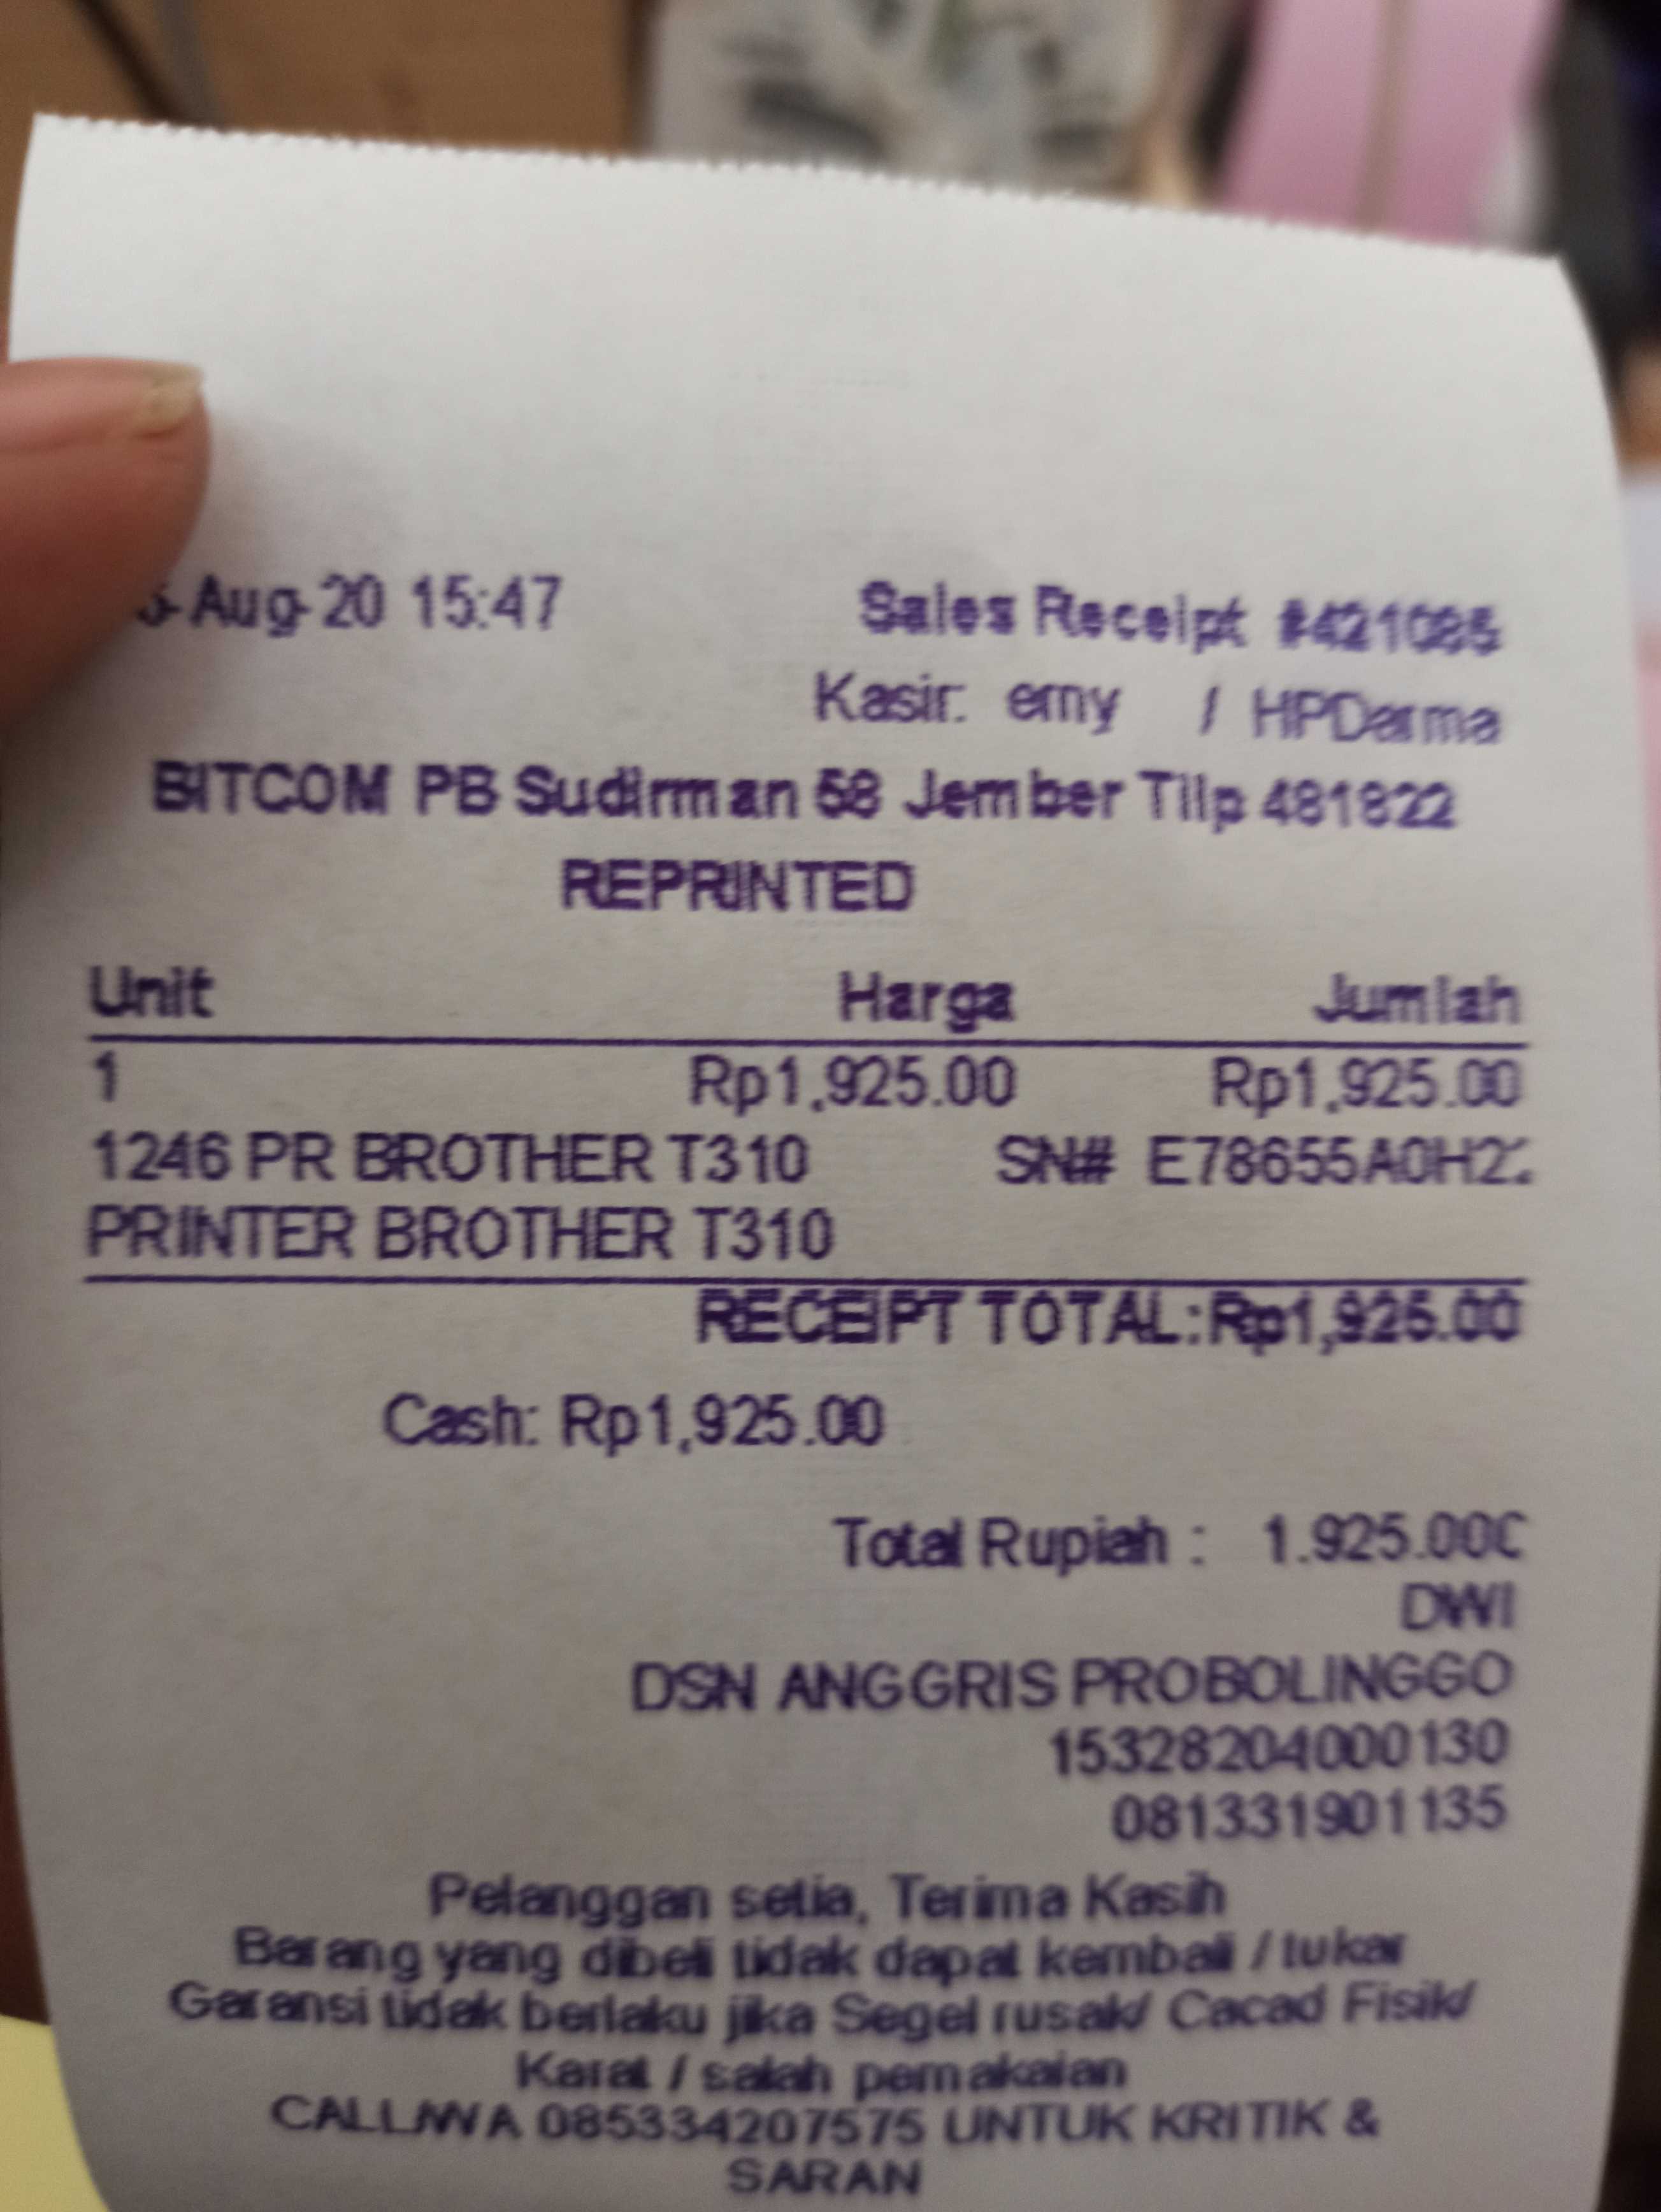 -Aug-20 15:47 Sales Receipt #421085
Kasir: erny / HPDarma
BITCOM PB Sudirman 58 Jember Tllp 481822
REPRINTED
Unit Harga Jumlah
1 Rp1,925.00 Rp1,925.00
1246 PR BROTHER T310 SN# E78655A0H2
PRINTER BROTHER T310
RECEIPT TOTAL: Rp1,925.00
Cash: Rp1,925.00
Total Rupiah : 1.925.000
DWI
DSN ANGGRIS PROBOLINGGO
15328204000130
081331901135
Pelanggan setia, Terima Kasih
Barang yang dibeli tidak dapat kembali / tukar
Garansi tidak berlaku jika Segel rusak/ Cacad Fisik/
Karat / salah pemakaian
CALL/WA 085334207575 UNTUK KRITIK &
SARAN